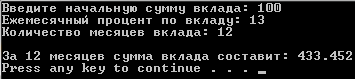 Введите начальную сумму вклада: 100
Ежемесячный процент по вкладу: 13
Количество месяцев вклада: 12
За 12 месяцев сумма вклада составит: 433.452
Press any key to continue . . .